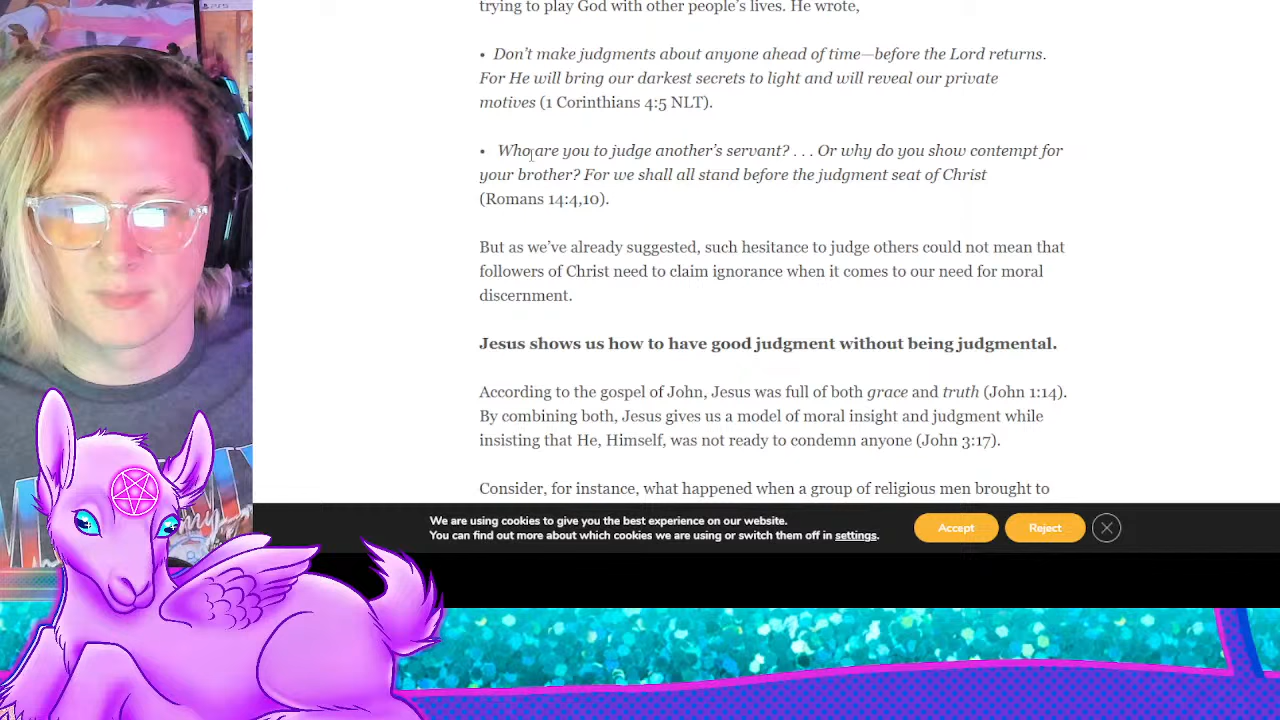 trying to play God with other people's lives. He wrote,
• Don't make judgments about anyone ahead of time—before the Lord returns.
For He will bring our darkest secrets to light and will reveal our private
motives (1 Corinthians 4:5 NLT).
• Who are you to judge another's servant? . . . Or why do you show contempt for
your brother? For we shall all stand before the judgment seat of Christ
(Romans 14:4,10).
But as we've already suggested, such hesitance to judge others could not mean that
followers of Christ need to claim ignorance when it comes to our need for moral
discernment.
Jesus shows us how to have good judgment without being judgmental.
According to the gospel of John, Jesus was full of both grace and truth (John 1:14).
By combining both, Jesus gives us a model of moral insight and judgment while
insisting that He, Himself, was not ready to condemn anyone (John 3:17).
Consider, for instance, what happened when a group of religious men brought to
We are using cookies to give you the best experience on our website.
You can find out more about which cookies we are using or switch them off in settings.
Accept
Reject